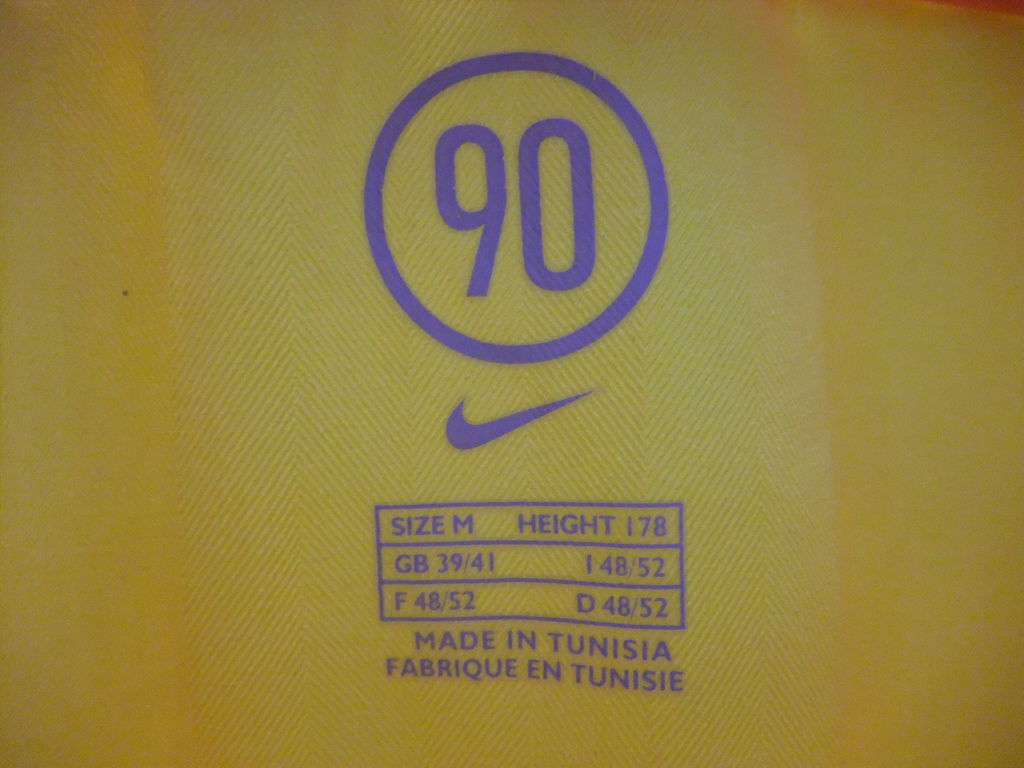 90
SIZE M HEIGHT 178
GB 39/41 I 48/52
F 48/52 D 48/52
MADE IN TUNISIA
FABRIQUE EN TUNISIE